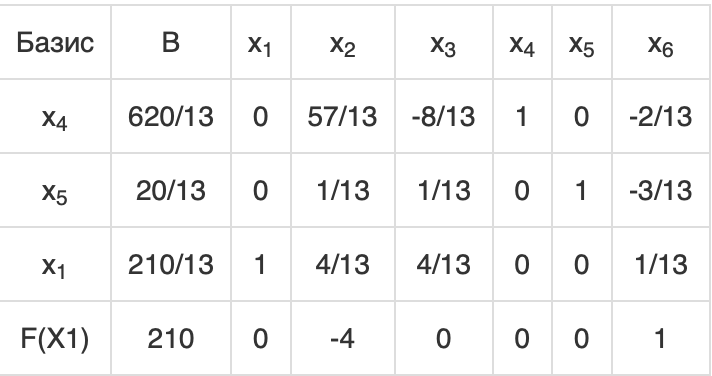 Базис B x₁ x₂ x₃ x₄ x₅ x₆
x₄ 620/13 0 57/13 -8/13 1 0 -2/13
x₅ 20/13 0 1/13 1/13 0 1 -3/13
x₁ 210/13 1 4/13 4/13 0 0 1/13
F(X1) 210 0 -4 0 0 0 1